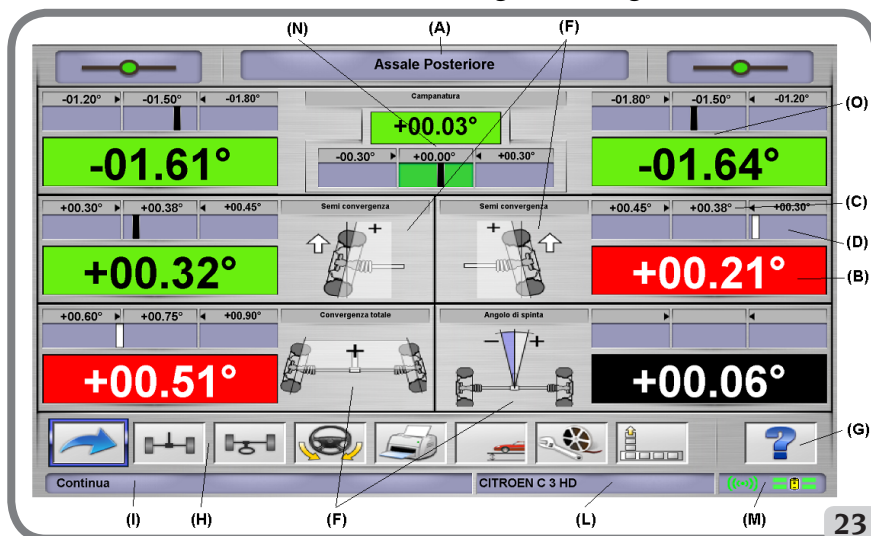 (N) (A) (F)
Assale Posteriore
-01.20° -01.50° -01.80°
Campanatura
-01.80° -01.50° -01.20°
(O)
+00.03°
-01.61°
-00.30° +00.00° +00.30°
-01.64°
+00.30° +00.38° +00.45°
Semi convergenza
Semi convergenza
+00.45° +00.38° +00.30°
(C)
+
+
(D)
+00.32°
+00.21°
(B)
+00.60° +00.75° +00.90°
Convergenza totale
Angolo di spinta
+
− +
+00.51°
+00.06°
?
(G)
Continua
CITROEN C 3 HD
(I) (H) (F) (L) (M)
23